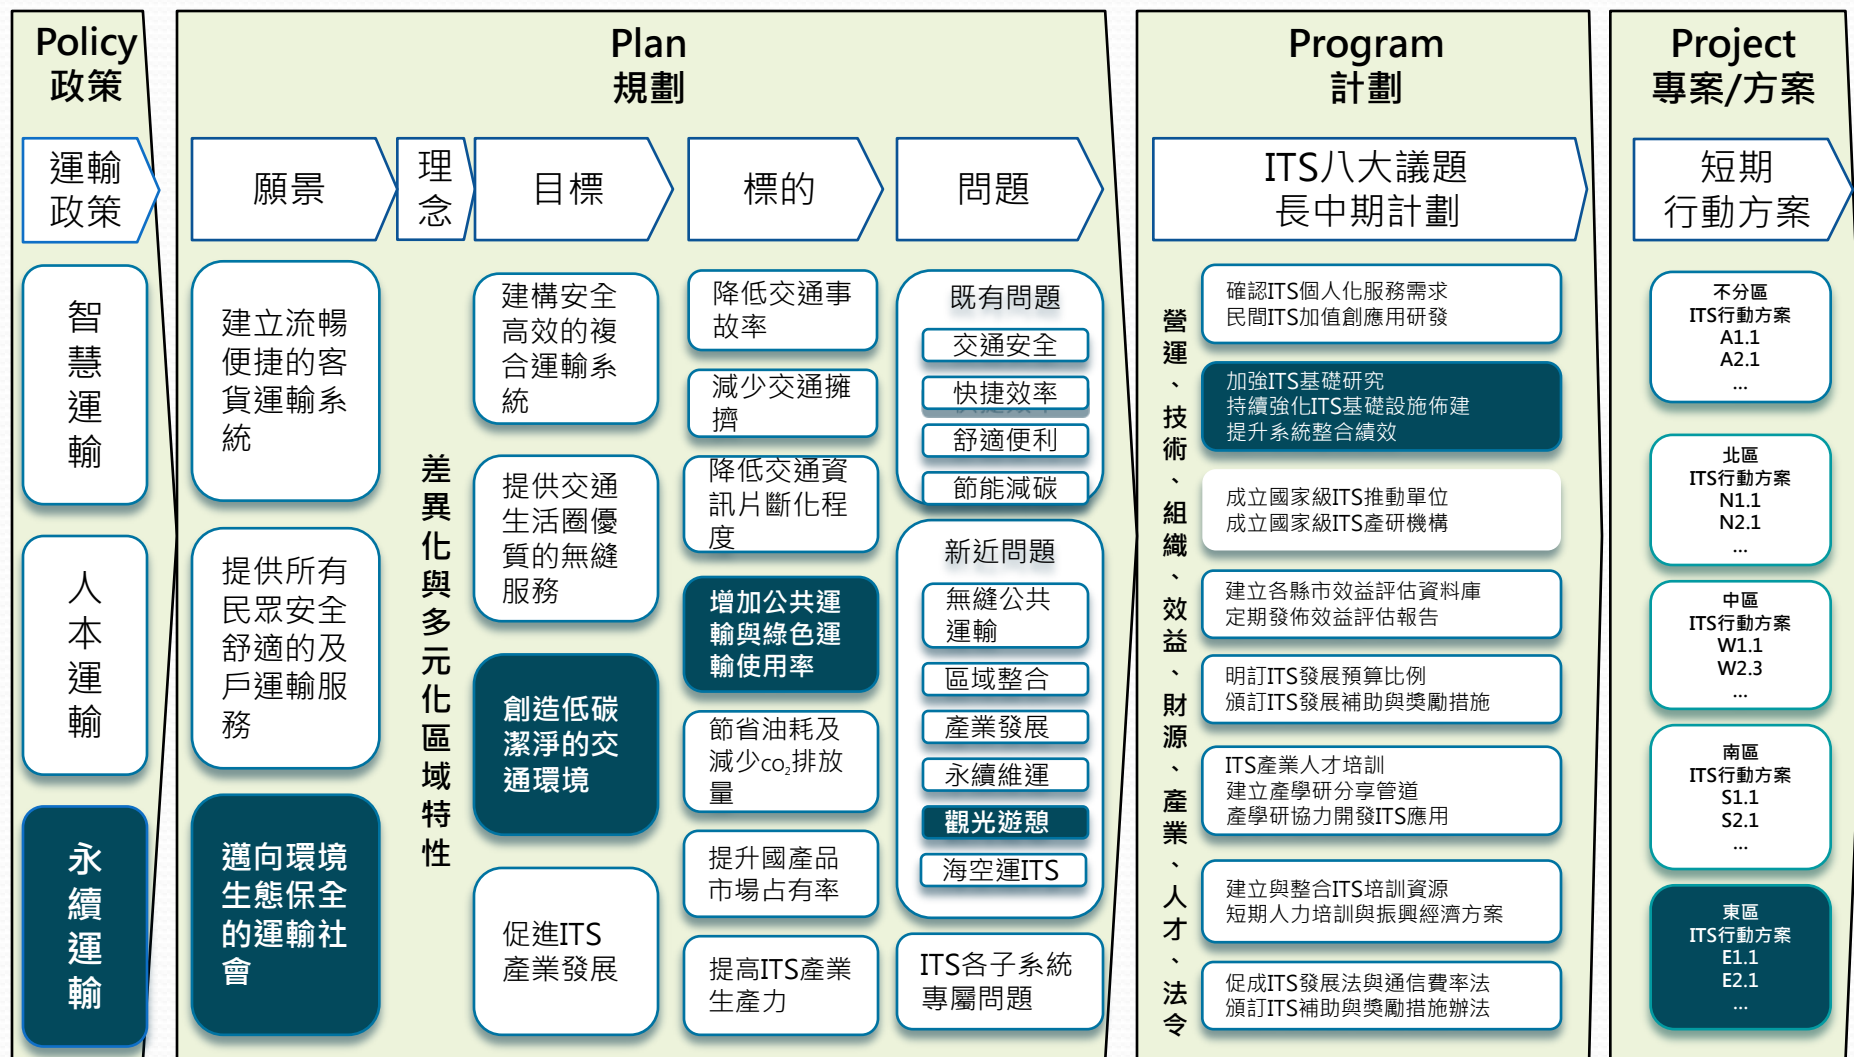 Policy
政策
運輸
政策
智
慧
運
輸
人
本
運
輸
永
續
運
輸
Plan
規劃
願景
建立流暢
便捷的客
貨運輸系
統
提供所有
民眾安全
舒適的及
戶運輸服
務
邁向環境
生態保全
的運輸社
會
理
念
差
異
化
與
多
元
化
區
域
特
性
目標
建構安全
高效的複
合運輸系
統
提供交通
生活圈優
質的無縫
服務
創造低碳
潔淨的交
通環境
促進ITS
產業發展
標的
降低交通事
故率
減少交通擁
擠
降低交通資
訊片斷化程
度
增加公共運
輸與綠色運
輸使用率
節省油耗及
減少co₂排放
量
提升國產品
市場占有率
提高ITS產業
生產力
問題
既有問題
交通安全
快捷效率
舒適便利
節能減碳
新近問題
無縫公共
運輸
區域整合
產業發展
永續維運
觀光遊憩
海空運ITS
ITS各子系統
專屬問題
Program
計劃
ITS八大議題
長中期計劃
營
運
、
技
術
、
組
織
、
效
益
、
財
源
、
產
業
、
人
才
、
法
令
確認ITS個人化服務需求
民間ITS加值創應用研發
加強ITS基礎研究
持續強化ITS基礎設施佈建
提升系統整合績效
成立國家級ITS推動單位
成立國家級ITS產研機構
建立各縣市效益評估資料庫
定期發佈效益評估報告
明訂ITS發展預算比例
頒訂ITS發展補助與獎勵措施
ITS產業人才培訓
建立產學研分享管道
產學研協力開發ITS應用
建立與整合ITS培訓資源
短期人力培訓與振興經濟方案
促成ITS發展法與通信費率法
頒訂ITS補助與獎勵措施辦法
Project
專案/方案
短期
行動方案
不分區
ITS行動方案
A1.1
A2.1
...
北區
ITS行動方案
N1.1
N2.1
...
中區
ITS行動方案
W1.1
W2.3
...
南區
ITS行動方案
S1.1
S2.1
...
東區
ITS行動方案
E1.1
E2.1
...